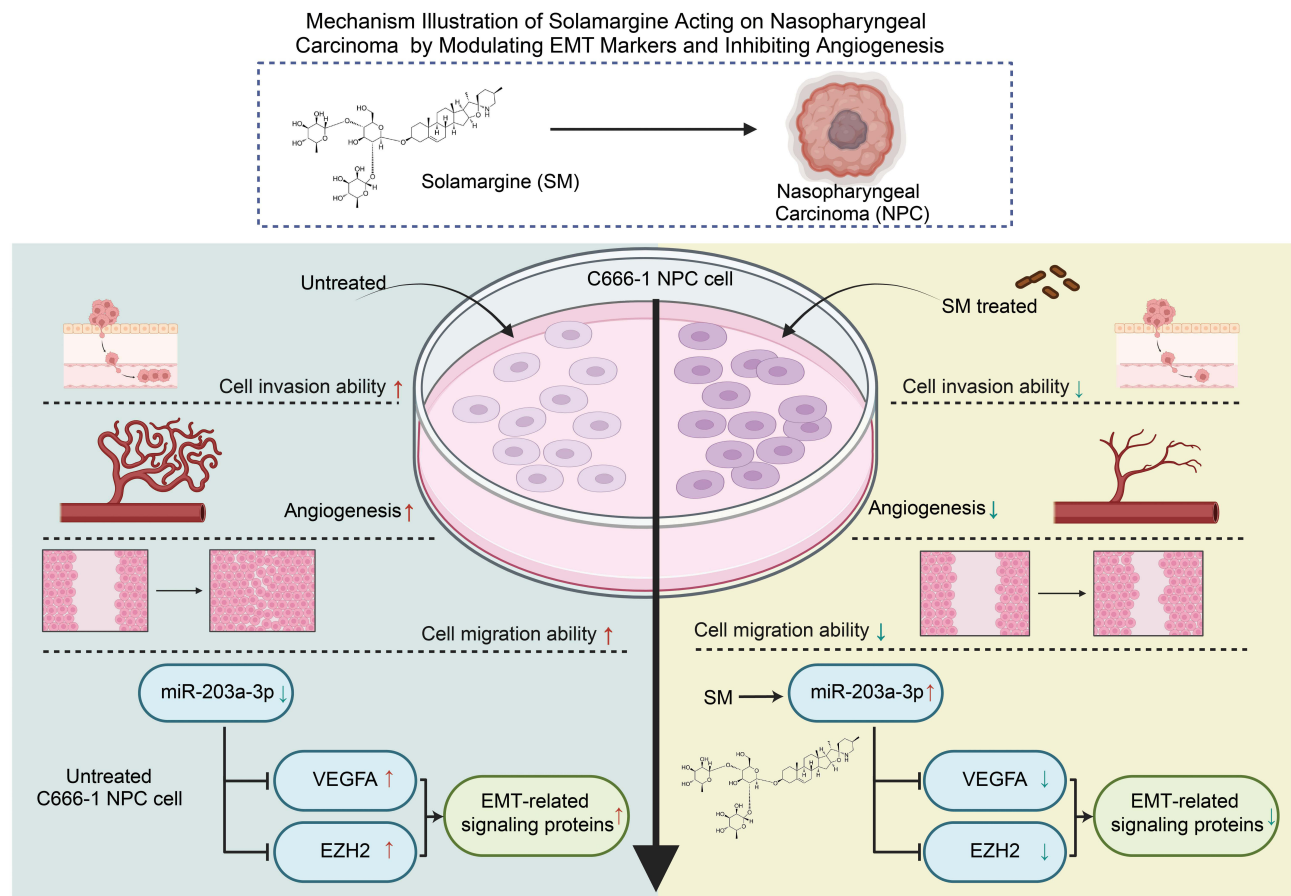 Mechanism Illustration of Solamargine Acting on Nasopharyngeal
Carcinoma by Modulating EMT Markers and Inhibiting Angiogenesis
Solamargine (SM)
Nasopharyngeal
Carcinoma (NPC)
Untreated
C666-1 NPC cell
SM treated
Cell invasion ability ↑
Cell invasion ability ↓
Angiogenesis ↑
Angiogenesis ↓
Cell migration ability ↑
Cell migration ability ↓
miR-203a-3p ↓
SM
miR-203a-3p ↑
Untreated
C666-1 NPC cell
VEGFA ↑
EZH2 ↑
EMT-related
signaling proteins ↑
VEGFA ↓
EZH2 ↓
EMT-related
signaling proteins ↓